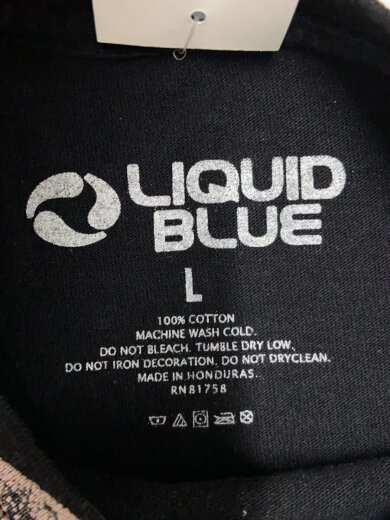 LIQUID
BLUE
L
100% COTTON
MACHINE WASH COLD.
DO NOT BLEACH. TUMBLE DRY LOW.
DO NOT IRON DECORATION. DO NOT DRYCLEAN.
MADE IN HONDURAS.
RN81758